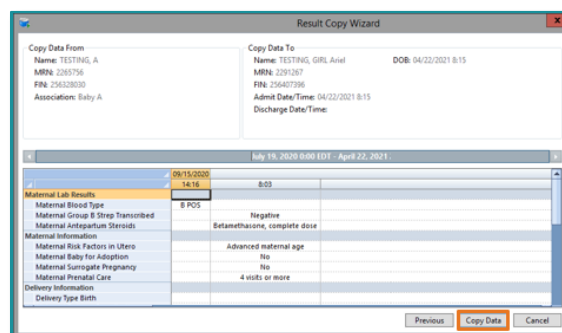 Result Copy Wizard
X
Copy Data From
Name: TESTING, A
MRN: 2265756
FIN: 256328030
Association: Baby A
Copy Data To
Name: TESTING, GIRL Ariel DOB: 04/22/2021 8:15
MRN: 2291267
FIN: 256407396
Admit Date/Time: 04/22/2021 8:15
Discharge Date/Time:
July 19, 2020 0:00 EDT - April 22, 2021
09/15/2020
14:16 8:03
Maternal Lab Results
Maternal Blood Type B POS
Maternal Group B Strep Transcribed Negative
Maternal Antepartum Steroids Betamethasone, complete dose
Maternal Information
Maternal Risk Factors in Utero Advanced maternal age
Maternal Baby for Adoption No
Maternal Surrogate Pregnancy No
Maternal Prenatal Care 4 visits or more
Delivery Information
Delivery Type Birth
Previous Copy Data Cancel